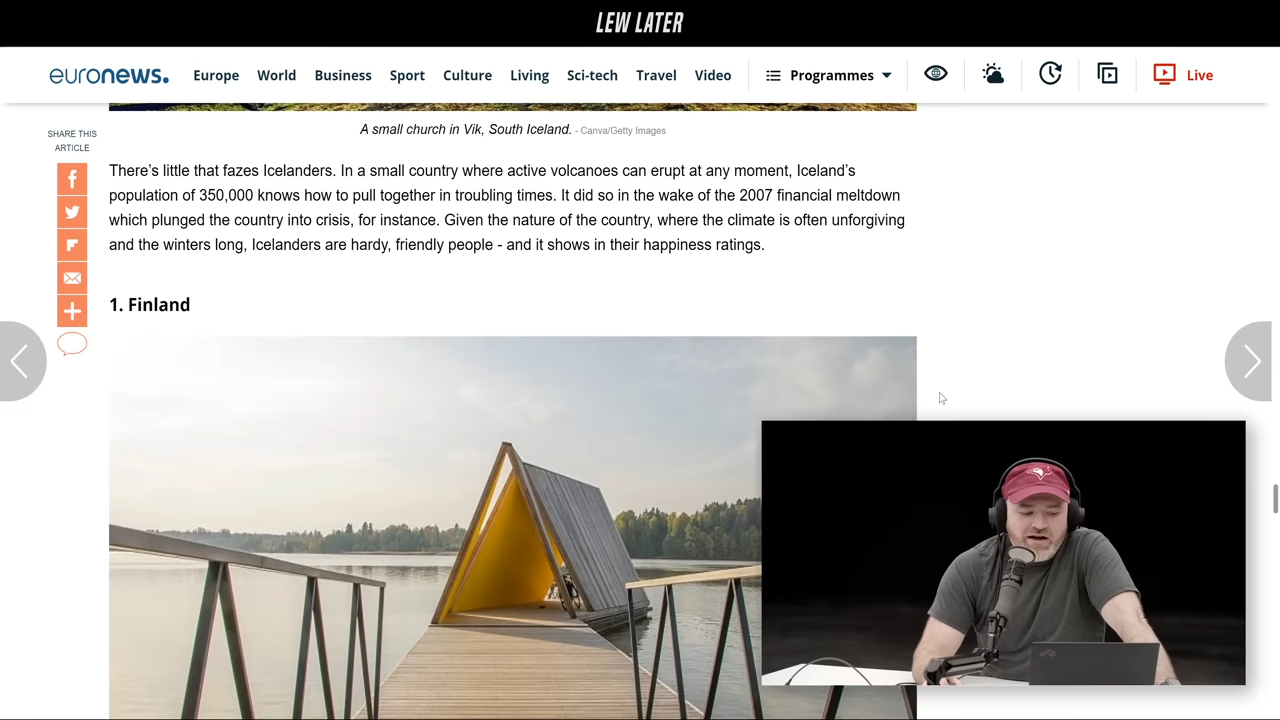 LEW LATER
euronews.
Europe World Business Sport Culture Living Sci-tech Travel Video Programmes Live
A small church in Vik, South Iceland. - Canva/Getty Images
SHARE THIS
ARTICLE
There’s little that fazes Icelanders. In a small country where active volcanoes can erupt at any moment, Iceland’s
population of 350,000 knows how to pull together in troubling times. It did so in the wake of the 2007 financial meltdown
which plunged the country into crisis, for instance. Given the nature of the country, where the climate is often unforgiving
and the winters long, Icelanders are hardy, friendly people - and it shows in their happiness ratings.
1. Finland